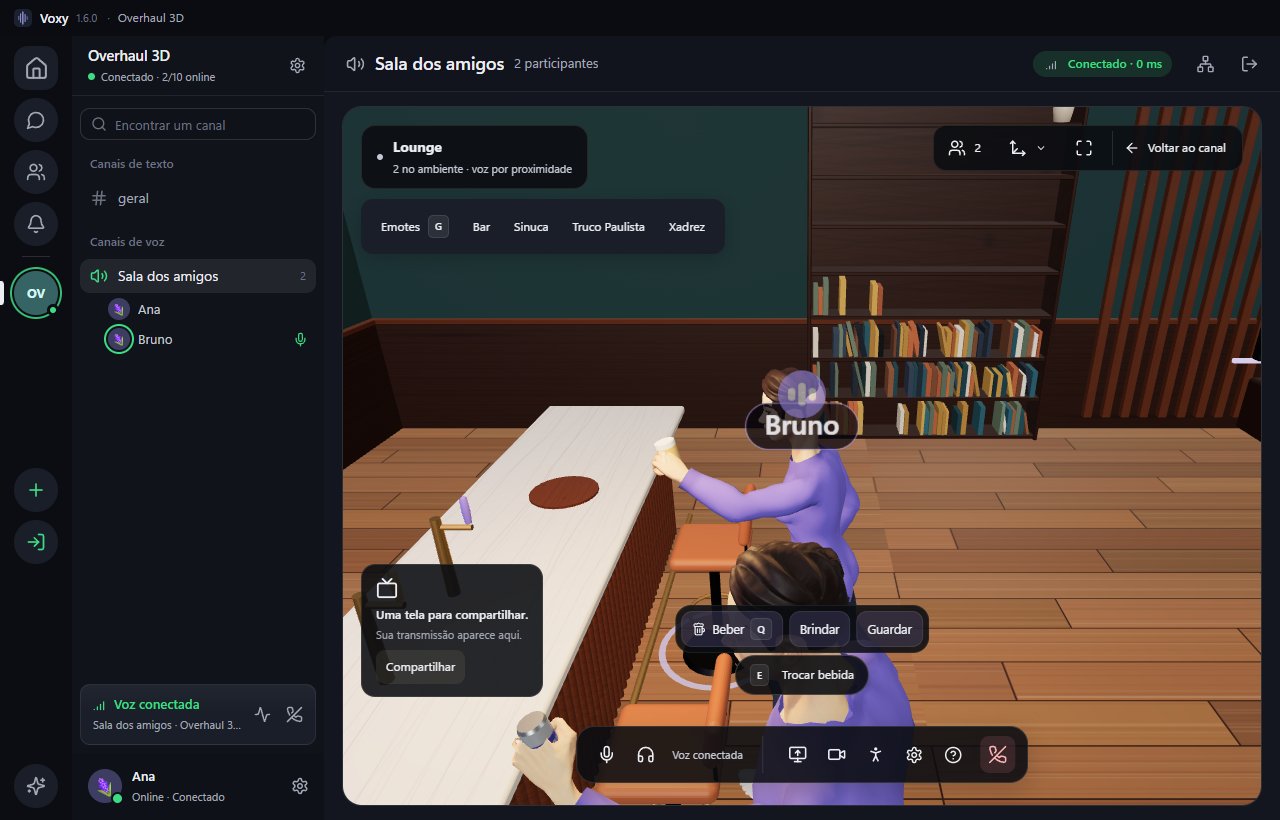 Voxy 1.6.0 · Overhaul 3D
Overhaul 3D
Conectado · 2/10 online
Encontrar um canal
Canais de texto
# geral
Canais de voz
Sala dos amigos 2
Ana
Bruno
OV
Voz conectada
Sala dos amigos · Overhaul 3...
Ana
Online · Conectado
Sala dos amigos 2 participantes
Conectado · 0 ms
Lounge
2 no ambiente · voz por proximidade
2
Voltar ao canal
Emotes G Bar Sinuca Truco Paulista Xadrez
Bruno
Uma tela para compartilhar.
Sua transmissão aparece aqui.
Compartilhar
Beber Q Brindar Guardar
E Trocar bebida
Voz conectada